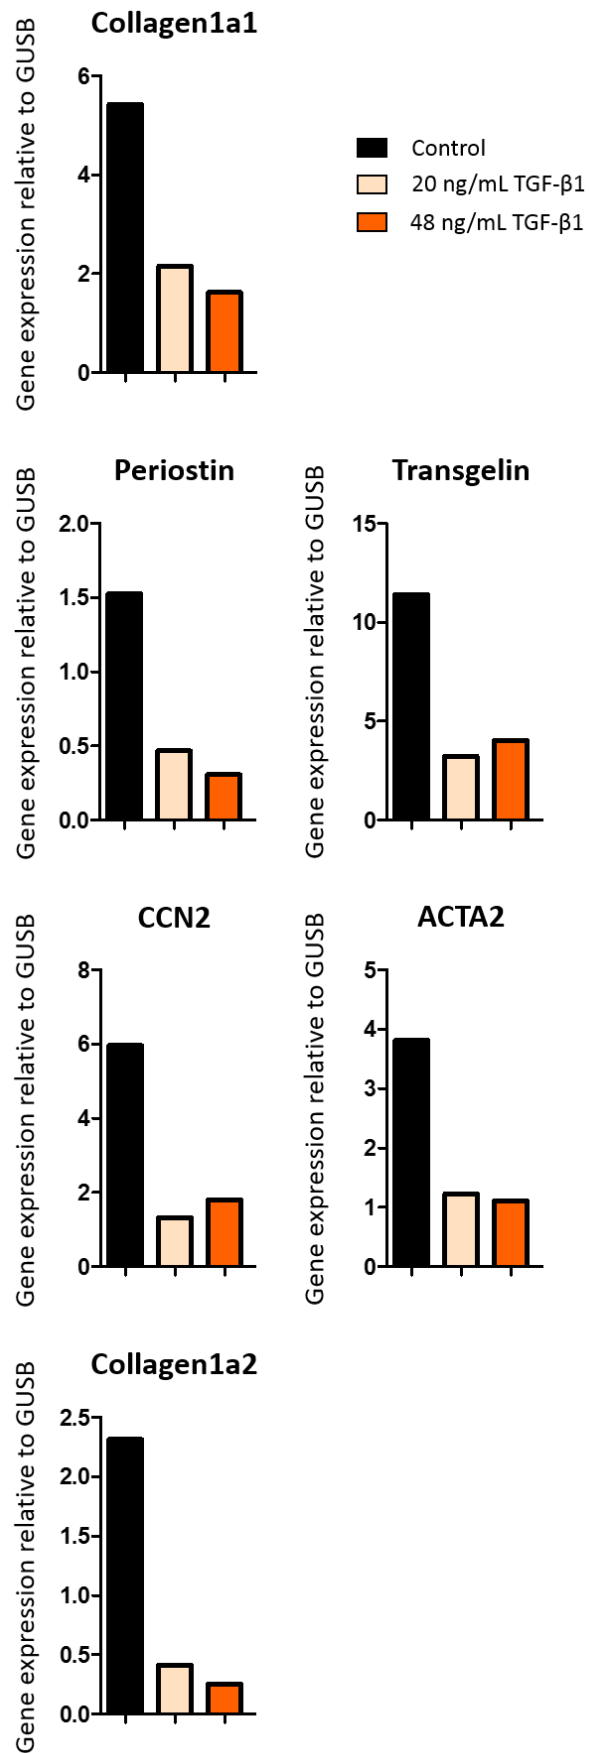 Collagen1a1
Gene expression relative to GUSB
6
4
2
0
Control
20 ng/mL TGF-β1
48 ng/mL TGF-β1
Periostin
Gene expression relative to GUSB
2.0
1.5
1.0
0.5
0.0
Transgelin
Gene expression relative to GUSB
15
10
5
0
CCN2
Gene expression relative to GUSB
8
6
4
2
0
ACTA2
Gene expression relative to GUSB
5
4
3
2
1
0
Collagen1a2
Gene expression relative to GUSB
2.5
2.0
1.5
1.0
0.5
0.0